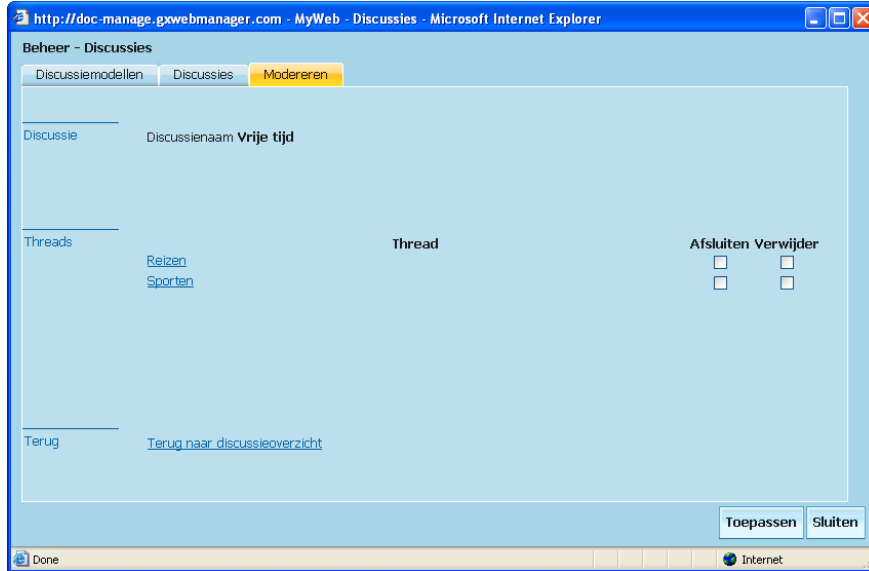 http://doc-manage.gxwebmanager.com - MyWeb - Discussies - Microsoft Internet Explorer
Beheer - Discussies
Discussiemodellen Discussies Modereren
Discussie Discussienaam Vrije tijd
Threads Thread Afsluiten Verwijder
Reizen
Sporten
Terug Terug naar discussieoverzicht
Toepassen Sluiten
Done Internet